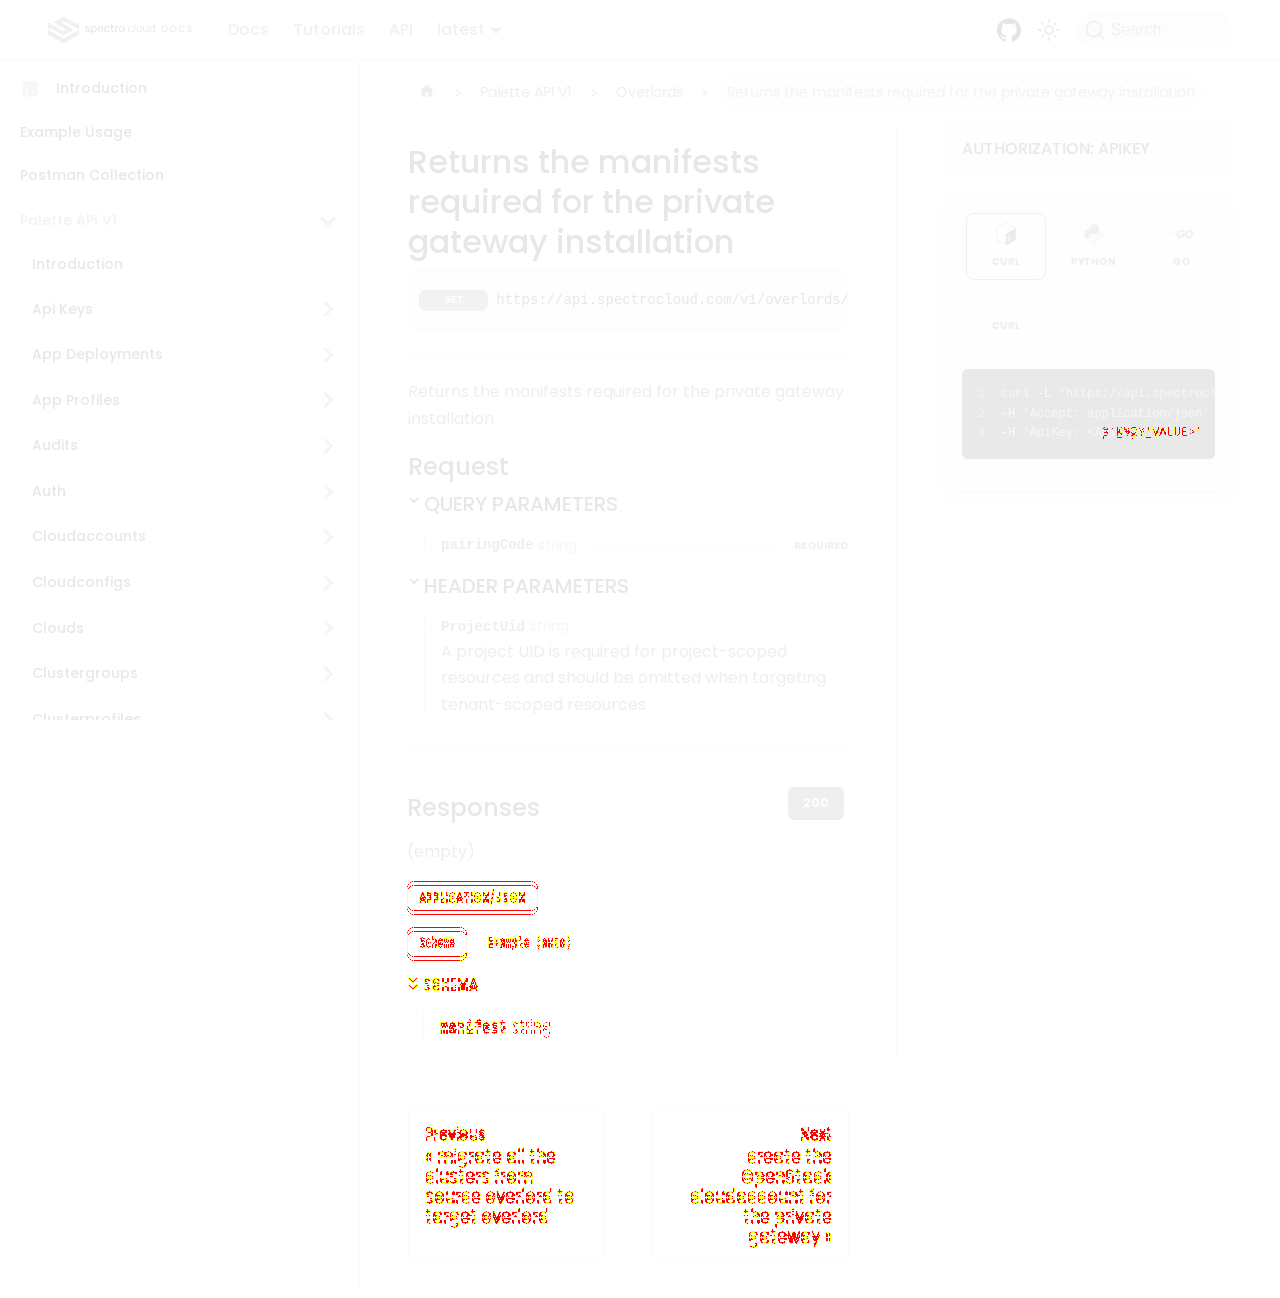 spectro cloud DOCS
Docs Tutorials API latest
Search
Introduction
Example Usage
Postman Collection
Palette API V1
Introduction
Api Keys
App Deployments
App Profiles
Audits
Auth
Cloudaccounts
Cloudconfigs
Clouds
Clustergroups
Clusterprofiles
Palette API V1 Overlords Returns the manifests required for the private gateway installation
Returns the manifests
required for the private
gateway installation
GET https://api.spectrocloud.com/v1/overlords/
Returns the manifests required for the private gateway
installation
Request
QUERY PARAMETERS
pairingCode string REQUIRED
HEADER PARAMETERS
ProjectUid string
A project UID is required for project-scoped
resources and should be omitted when targeting
tenant-scoped resources
Responses
200
(empty)
APPLICATION/JSON
Schema Example (auto)
SCHEMA
manifest string
Previous
« migrate all the
clusters from
source overlord to
target overlord
Next
create the
OpenStack
cloudaccount for
the private
gateway »
AUTHORIZATION: APIKEY
CURL PYTHON GO
CURL
1 curl -L 'https://api.spectrocl
2 -H 'Accept: application/json'
3 -H 'ApiKey: VALUE>'